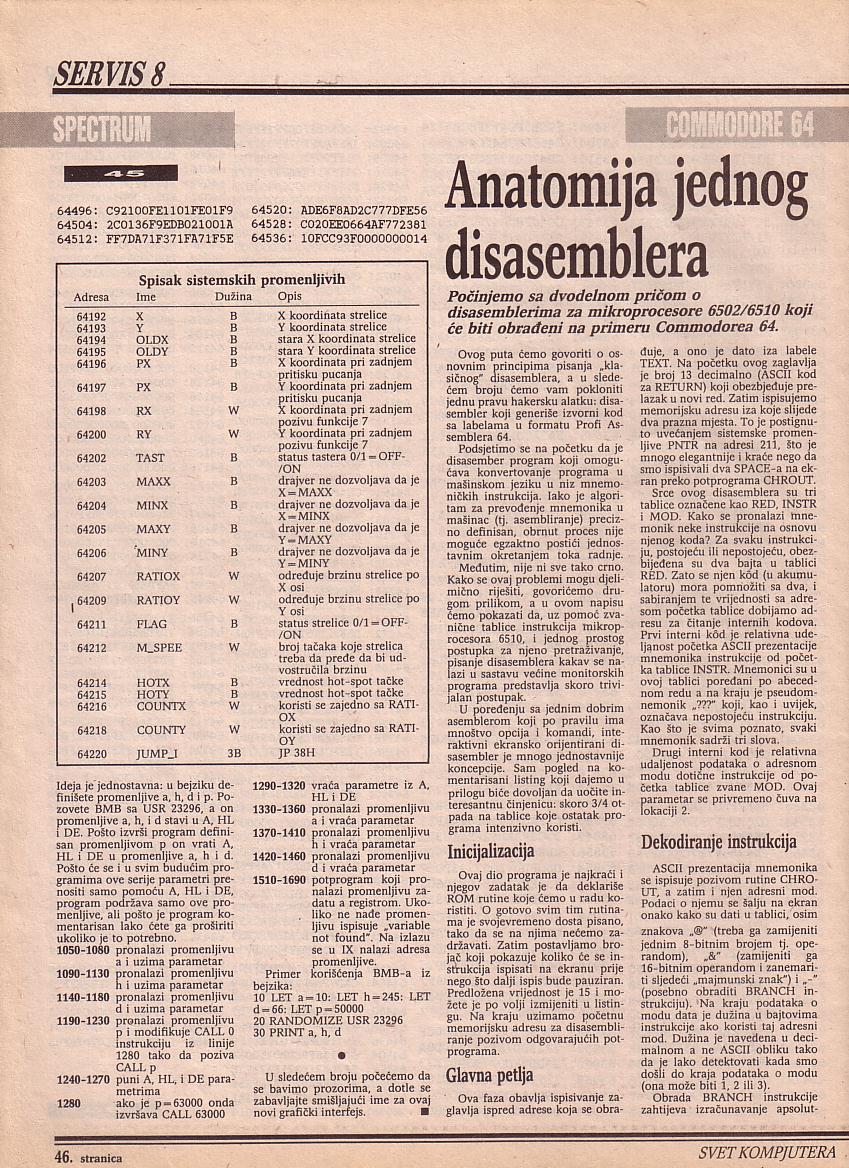 SERVIS 8
SPECTRUM
COMMODORE 64
45
64496: C92100FE1101FE01F9
64504: 2C0136F9EDB021001A
64512: FF7DA71F371FA71F5E
64520: ADE6F8AD2C777DFE56
64528: C020EE0664AF772381
64536: 10FCC93F0000000014
Spisak sistemskih promenljivih
Adresa Ime Dužina Opis
64192 X B X koordinata strelice
64193 Y B Y koordinata strelice
64194 OLDX B stara X koordinata strelice
64195 OLDY B stara Y koordinata strelice
64196 PX B X koordinata pri zadnjem
pritisku pucanja
64197 PX B Y koordinata pri zadnjem
pritisku pucanja
64198 RX W X koordinata pri zadnjem
pozivu funkcije 7
64200 RY W Y koordinata pri zadnjem
pozivu funkcije 7
64202 TAST B status tastera 0/1=OFF-
/ON
64203 MAXX B drajver ne dozvoljava da je
X=MAXX
64204 MINX B drajver ne dozvoljava da je
X=MINX
64205 MAXY B drajver ne dozvoljava da je
Y=MAXY
64206 MINY B drajver ne dozvoljava da je
Y=MINY
64207 RATIOX W određuje brzinu strelice po
X osi
64209 RATIOY W određuje brzinu strelice po
Y osi
64211 FLAG B status strelice 0/1=OFF-
/ON
64212 M_SPEE W broj tačaka koje strelica
treba da pređe da bi ud-
vostručila brzinu
64214 HOTX B vrednost hot-spot tačke
64215 HOTY B vrednost hot-spot tačke
64216 COUNTX W koristi se zajedno sa RATI-
OX
64218 COUNTY W koristi se zajedno sa RATI-
OY
64220 JUMP_I 3B JP 38H
Ideja je jednostavna: u bejziku de-
finišete promenljive a, h, d i p. Po-
zovete BMB sa USR 23296, a on
promenljive a, h, i d stavi u A, HL
i DE. Pošto izvrši program defini-
san promenljivom p on vrati A,
HL i DE u promenljive a, h i d.
Pošto će se i u svim budućim pro-
gramima ove serije parametri pre-
nositi samo pomoću A, HL i DE,
program podržava samo ove pro-
menljive, ali pošto je program ko-
mentarisan lako ćete ga proširiti
ukoliko je to potrebno.
1050-1080 pronalazi promenljivu
a i uzima parametar
1090-1130 pronalazi promenljivu
h i uzima parametar
1140-1180 pronalazi promenljivu
d i uzima parametar
1190-1230 pronalazi promenljivu
p i modifikuje CALL 0
instrukciju iz linije
1280 tako da poziva
CALL p
1240-1270 puni A, HL, i DE para-
metrima
1280 ako je p=63000 onda
izvršava CALL 63000
1290-1320 vraća parametre iz A,
HL i DE
1330-1360 pronalazi promenljivu
a i vraća parametar
1370-1410 pronalazi promenljivu
h i vraća parametar
1420-1460 pronalazi promenljivu
d i vraća parametar
1510-1690 potprogram koji pro-
nalazi promenljivu za-
datu a registrom. Uko-
liko ne nađe promen-
ljivu ispisuje „variable
not found". Na izlazu
se u IX nalazi adresa
promenljive.
Primer korišćenja BMB-a iz
bejzika:
10 LET a=10: LET h=245: LET
d=66: LET p=50000
20 RANDOMIZE USR 23296
30 PRINT a, h, d
●
U sledećem broju počećemo da
se bavimo prozorima, a dotle se
zabavljajte smišljajući ime za ovaj
novi grafički interfejs. ■
Anatomija jednog
disasemblera
Počinjemo sa dvodelnom pričom o
disasemblerima za mikroprocesore 6502/6510 koji
će biti obrađeni na primeru Commodorea 64.
Ovog puta ćemo govoriti o os-
novnim principima pisanja „kla-
sičnog" disasemblera, a u slede-
ćem broju ćemo vam pokloniti
jednu pravu hakersku alatku: disa-
sembler koji generiše izvorni kod
sa labelama u formatu Profi As-
semblera 64.
Podsjetimo se na početku da je
disasember program koji omogu-
ćava konvertovanje programa u
mašinskom jeziku u niz mnemo-
ničkih instrukcija. Iako je algori-
tam za prevođenje mnemonika u
mašinac (tj. asembliranje) preciz-
no definisan, obrnut proces nije
moguće egzaktno postići jednos-
tavnim okretanjem toka radnje.
Međutim, nije ni sve tako crno.
Kako se ovaj problemi mogu djeli-
mično riješiti, govorićemo dru-
gom prilikom, a u ovom napisu
ćemo pokazati da, uz pomoć zva-
nične tablice instrukcija mikrop-
rocesora 6510, i jednog prostog
postupka za njeno pretraživanje,
pisanje disasemblera kakav se na-
lazi u sastavu većine monitorskih
programa predstavlja skoro trivi-
jalan postupak.
U poređenju sa jednim dobrim
asemblerom koji po pravilu ima
mnoštvo opcija i komandi, inte-
raktivni ekransko orijentirani di-
sasembler je mnogo jednostavnije
koncepcije. Sam pogled na ko-
mentarisani listing koji dajemo u
prilogu biće dovoljan da uočite in-
teresantnu činjenicu: skoro 3/4 ot-
pada na tablice koje ostatak pro-
grama intenzivno koristi.
Inicijalizacija
Ovaj dio programa je najkraći i
njegov zadatak je da deklariše
ROM rutine koje ćemo u radu ko-
ristiti. O gotovo svim tim rutina-
ma je svojevremeno dosta pisano,
tako da se na njima nećemo za-
državati. Zatim postavljamo bro-
jač koji pokazuje koliko će se in-
strukcija ispisati na ekranu prije
nego što dalji ispis bude pauziran.
Predložena vrijednost je 15 i mo-
žete je po volji izmijeniti u listin-
gu. Na kraju uzimamo početnu
memorijsku adresu za disasembli-
ranje pozivom odgovarajućih pot-
programa.
Glavna petlja
Ova faza obavlja ispisivanje za-
glavlja ispred adrese koja se obra-
đuje, a ono je dato iza labele
TEXT. Na početku ovog zaglavlja
je broj 13 decimalno (ASCII kod
za RETURN) koji obezbjeđuje pre-
lazak u novi red. Zatim ispisujemo
memorijsku adresu iza koje slijede
dva prazna mjesta. To je postignu-
to uvećanjem sistemske promen-
ljive PNTR na adresi 211, što je
mnogo elegantnije i kraće nego da
smo ispisivali dva SPACE-a na ek-
ran preko potprograma CHROUT.
Srce ovog disasemblera su tri
tablice označene kao RED, INSTR
i MOD. Kako se pronalazi mne-
monik neke instrukcije na osnovu
njenog koda? Za svaku instrukci-
ju, postojeću ili nepostojeću, obez-
bijeđena su dva bajta u tablici
RED. Zato se njen kôd (u akumu-
latoru) mora pomnožiti sa dva, i
sabiranjem te vrijednosti sa adre-
som početka tablice dobijamo ad-
resu za čitanje internih kodova.
Prvi interni kôd je relativna uda-
ljenost početka ASCII prezentacije
mnemonika instrukcije od počet-
ka tablice INSTR. Mnemonici su u
ovoj tablici poređani po abeced-
nom redu a na kraju je pseudom-
nemonik „???" koji, kao i uvijek,
označava nepostojeću instrukciju.
Kao što je svima poznato, svaki
mnemonik sadrži tri slova.
Drugi interni kod je relativna
udaljenost podataka o adresnom
modu dotične instrukcije od po-
četka tablice zvane MOD. Ovaj
parametar se privremeno čuva na
lokaciji 2.
Dekodiranje instrukcija
ASCII prezentacija mnemonika
se ispisuje pozivom rutine CHRO-
UT, a zatim i njen adresni mod.
Podaci o njemu se šalju na ekran
onako kako su dati u tablici, osim
znakova „@" (treba ga zamijeniti
jednim 8-bitnim brojem tj. ope-
random), „&" (zamijeniti ga
16-bitnim operandom i zanemari-
ti sljedeći „majmunski znak") i „-"
(posebno obraditi BRANCH in-
strukciju). Na kraju podataka o
modu data je dužina u bajtovima
instrukcije ako koristi taj adresni
mod. Dužina je navedena u deci-
malnom a ne ASCII obliku tako
da je lako detektovati kada smo
došli do kraja podataka o modu
(ona može biti 1, 2 ili 3).
Obrada BRANCH instrukcije
zahtijeva izračunavanje apsolut-
46. stranica
SVET KOMPJUTERA